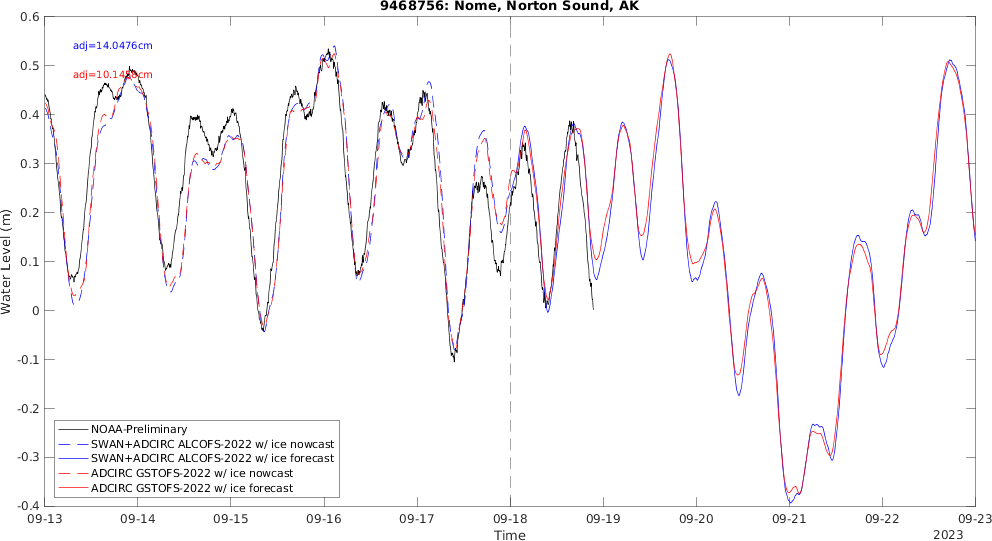 9468756: Nome, Norton Sound, AK
0.6
0.5
0.4
0.3
0.2
0.1
0
-0.1
-0.2
-0.3
-0.4
Water Level (m)
adj=14.0476cm
NOAA-Preliminary
SWAN+ADCIRC ALCOFS-2022 w/ ice nowcast
SWAN+ADCIRC ALCOFS-2022 w/ ice forecast
ADCIRC GSTOFS-2022 w/ ice nowcast
ADCIRC GSTOFS-2022 w/ ice forecast
09-13 09-14 09-15 09-16 09-17 09-18 09-19 09-20 09-21 09-22 09-23
Time
2023